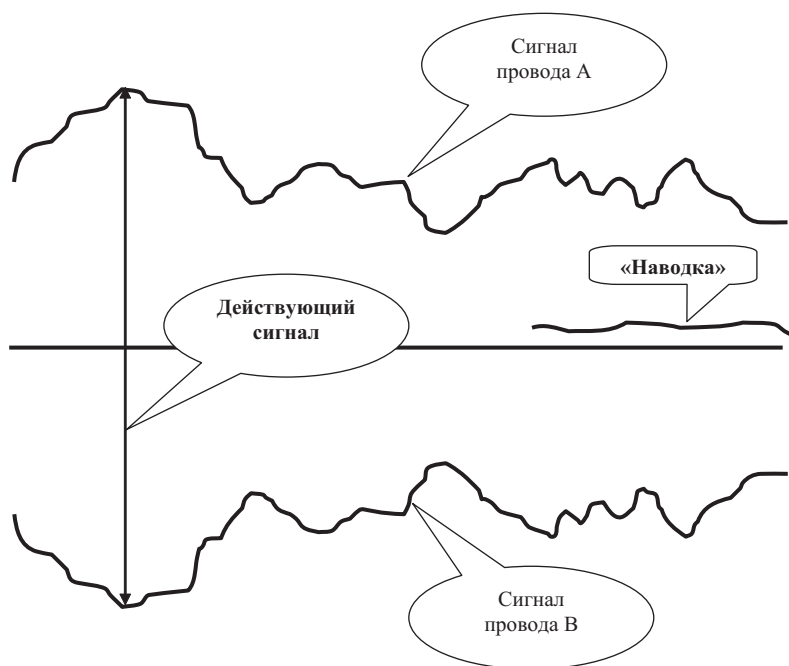 Сигнал
провода А
«Наводка»
Действующий
сигнал
Сигнал
провода В